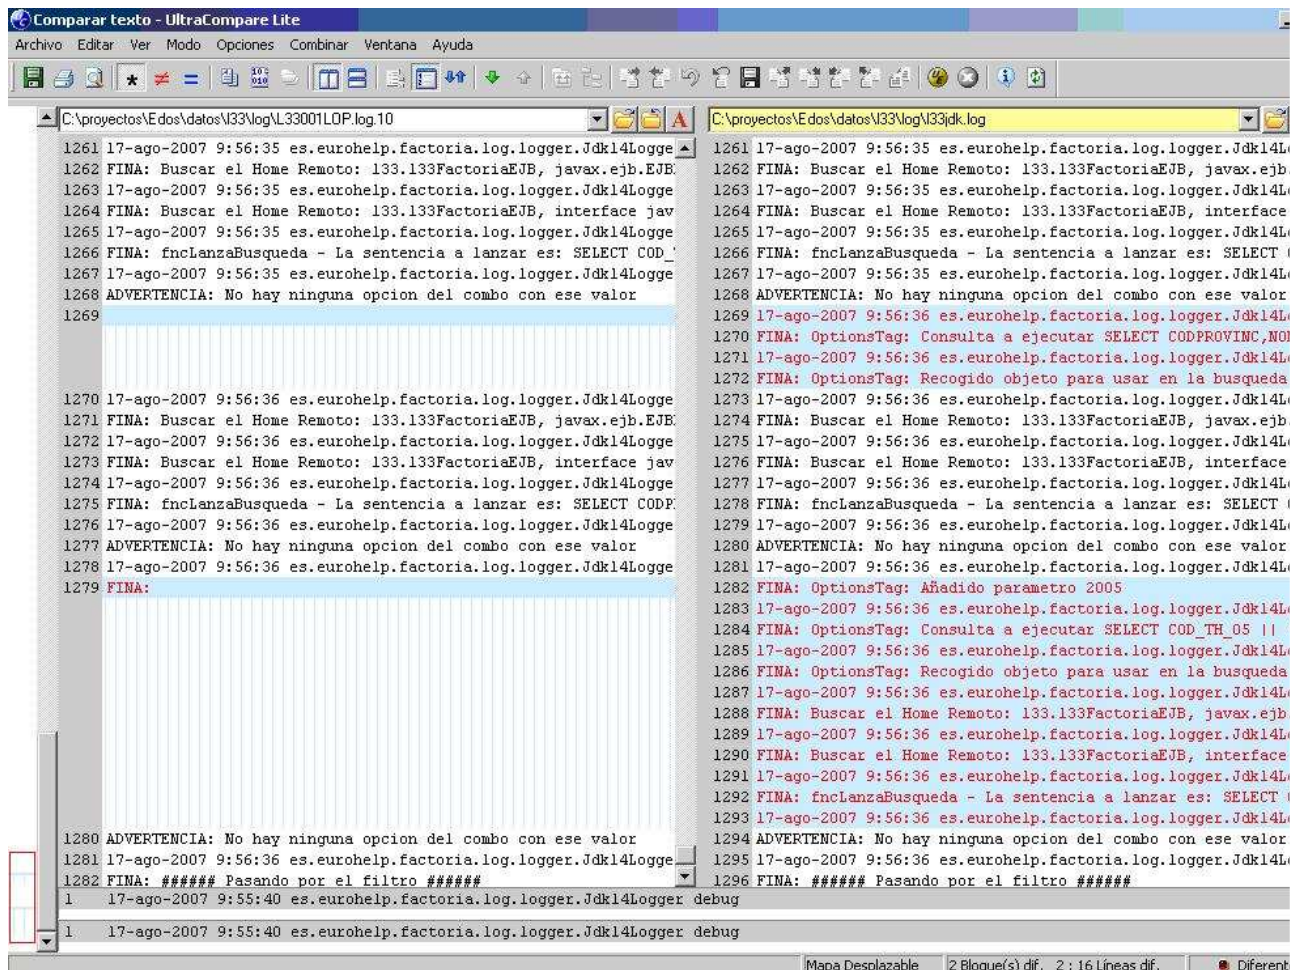 Comparar texto - UltraCompare Lite
Archivo Editar Ver Modo Opciones Combinar Ventana Ayuda
C:\proyectos\Edos\datos\l33\log\L33001LOP.log.10
1261 17-ago-2007 9:56:35 es.eurohelp.factoria.log.logger.Jdk14Logge
1262 FINA: Buscar el Home Remoto: l33.l33FactoriaEJB, javax.ejb.EJB
1263 17-ago-2007 9:56:35 es.eurohelp.factoria.log.logger.Jdk14Logge
1264 FINA: Buscar el Home Remoto: l33.l33FactoriaEJB, interface jav
1265 17-ago-2007 9:56:35 es.eurohelp.factoria.log.logger.Jdk14Logge
1266 FINA: fncLanzaBusqueda - La sentencia a lanzar es: SELECT COD_
1267 17-ago-2007 9:56:35 es.eurohelp.factoria.log.logger.Jdk14Logge
1268 ADVERTENCIA: No hay ninguna opcion del combo con ese valor
1269
1270 17-ago-2007 9:56:36 es.eurohelp.factoria.log.logger.Jdk14Logge
1271 FINA: Buscar el Home Remoto: l33.l33FactoriaEJB, javax.ejb.EJB
1272 17-ago-2007 9:56:36 es.eurohelp.factoria.log.logger.Jdk14Logge
1273 FINA: Buscar el Home Remoto: l33.l33FactoriaEJB, interface jav
1274 17-ago-2007 9:56:36 es.eurohelp.factoria.log.logger.Jdk14Logge
1275 FINA: fncLanzaBusqueda - La sentencia a lanzar es: SELECT CODP
1276 17-ago-2007 9:56:36 es.eurohelp.factoria.log.logger.Jdk14Logge
1277 ADVERTENCIA: No hay ninguna opcion del combo con ese valor
1278 17-ago-2007 9:56:36 es.eurohelp.factoria.log.logger.Jdk14Logge
1279 FINA:
1280 ADVERTENCIA: No hay ninguna opcion del combo con ese valor
1281 17-ago-2007 9:56:36 es.eurohelp.factoria.log.logger.Jdk14Logge
1282 FINA: ###### Pasando por el filtro ######
C:\proyectos\Edos\datos\l33\log\l33jdk.log
1261 17-ago-2007 9:56:35 es.eurohelp.factoria.log.logger.Jdk14L
1262 FINA: Buscar el Home Remoto: l33.l33FactoriaEJB, javax.ejb.
1263 17-ago-2007 9:56:35 es.eurohelp.factoria.log.logger.Jdk14L
1264 FINA: Buscar el Home Remoto: l33.l33FactoriaEJB, interface
1265 17-ago-2007 9:56:35 es.eurohelp.factoria.log.logger.Jdk14L
1266 FINA: fncLanzaBusqueda - La sentencia a lanzar es: SELECT
1267 17-ago-2007 9:56:35 es.eurohelp.factoria.log.logger.Jdk14L
1268 ADVERTENCIA: No hay ninguna opcion del combo con ese valor
1269 17-ago-2007 9:56:36 es.eurohelp.factoria.log.logger.Jdk14L
1270 FINA: OptionsTag: Consulta a ejecutar SELECT CODPROVINC,NO
1271 17-ago-2007 9:56:36 es.eurohelp.factoria.log.logger.Jdk14L
1272 FINA: OptionsTag: Recogido objeto para usar en la busqueda
1273 17-ago-2007 9:56:36 es.eurohelp.factoria.log.logger.Jdk14L
1274 FINA: Buscar el Home Remoto: l33.l33FactoriaEJB, javax.ejb.
1275 17-ago-2007 9:56:36 es.eurohelp.factoria.log.logger.Jdk14L
1276 FINA: Buscar el Home Remoto: l33.l33FactoriaEJB, interface
1277 17-ago-2007 9:56:36 es.eurohelp.factoria.log.logger.Jdk14L
1278 FINA: fncLanzaBusqueda - La sentencia a lanzar es: SELECT
1279 17-ago-2007 9:56:36 es.eurohelp.factoria.log.logger.Jdk14L
1280 ADVERTENCIA: No hay ninguna opcion del combo con ese valor
1281 17-ago-2007 9:56:36 es.eurohelp.factoria.log.logger.Jdk14L
1282 FINA: OptionsTag: Añadido parametro 2005
1283 17-ago-2007 9:56:36 es.eurohelp.factoria.log.logger.Jdk14L
1284 FINA: OptionsTag: Consulta a ejecutar SELECT COD_TH_05 ||
1285 17-ago-2007 9:56:36 es.eurohelp.factoria.log.logger.Jdk14L
1286 FINA: OptionsTag: Recogido objeto para usar en la busqueda
1287 17-ago-2007 9:56:36 es.eurohelp.factoria.log.logger.Jdk14L
1288 FINA: Buscar el Home Remoto: l33.l33FactoriaEJB, javax.ejb
1289 17-ago-2007 9:56:36 es.eurohelp.factoria.log.logger.Jdk14L
1290 FINA: Buscar el Home Remoto: l33.l33FactoriaEJB, interface
1291 17-ago-2007 9:56:36 es.eurohelp.factoria.log.logger.Jdk14L
1292 FINA: fncLanzaBusqueda - La sentencia a lanzar es: SELECT
1293 17-ago-2007 9:56:36 es.eurohelp.factoria.log.logger.Jdk14L
1294 ADVERTENCIA: No hay ninguna opcion del combo con ese valor
1295 17-ago-2007 9:56:36 es.eurohelp.factoria.log.logger.Jdk14L
1296 FINA: ###### Pasando por el filtro ######
1 17-ago-2007 9:55:40 es.eurohelp.factoria.log.logger.Jdk14Logger debug
1 17-ago-2007 9:55:40 es.eurohelp.factoria.log.logger.Jdk14Logger debug
Mapa Desplazable 2 Bloque(s) dif. 2 : 16 Líneas dif. Diferent